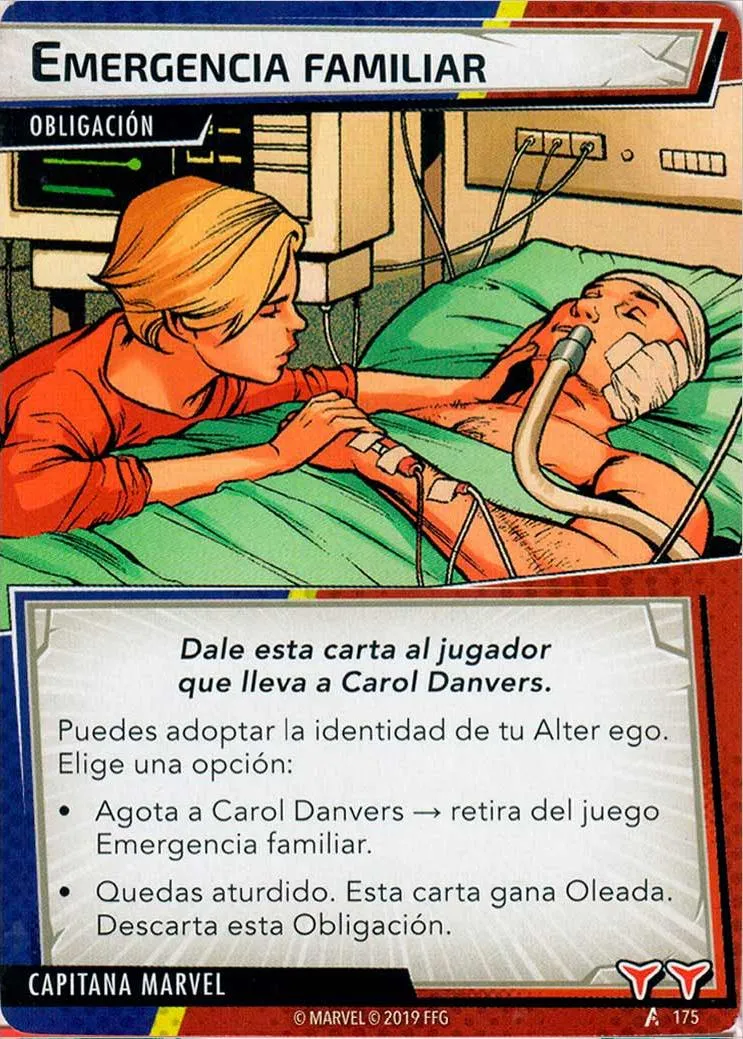 EMERGENCIA FAMILIAR
OBLIGACIÓN
Dale esta carta al jugador
que lleva a Carol Danvers.
Puedes adoptar la identidad de tu Alter ego.
Elige una opción:
• Agota a Carol Danvers → retira del juego
Emergencia familiar.
• Quedas aturdido. Esta carta gana Oleada.
Descarta esta Obligación.
CAPITANA MARVEL
© MARVEL © 2019 FFG
175